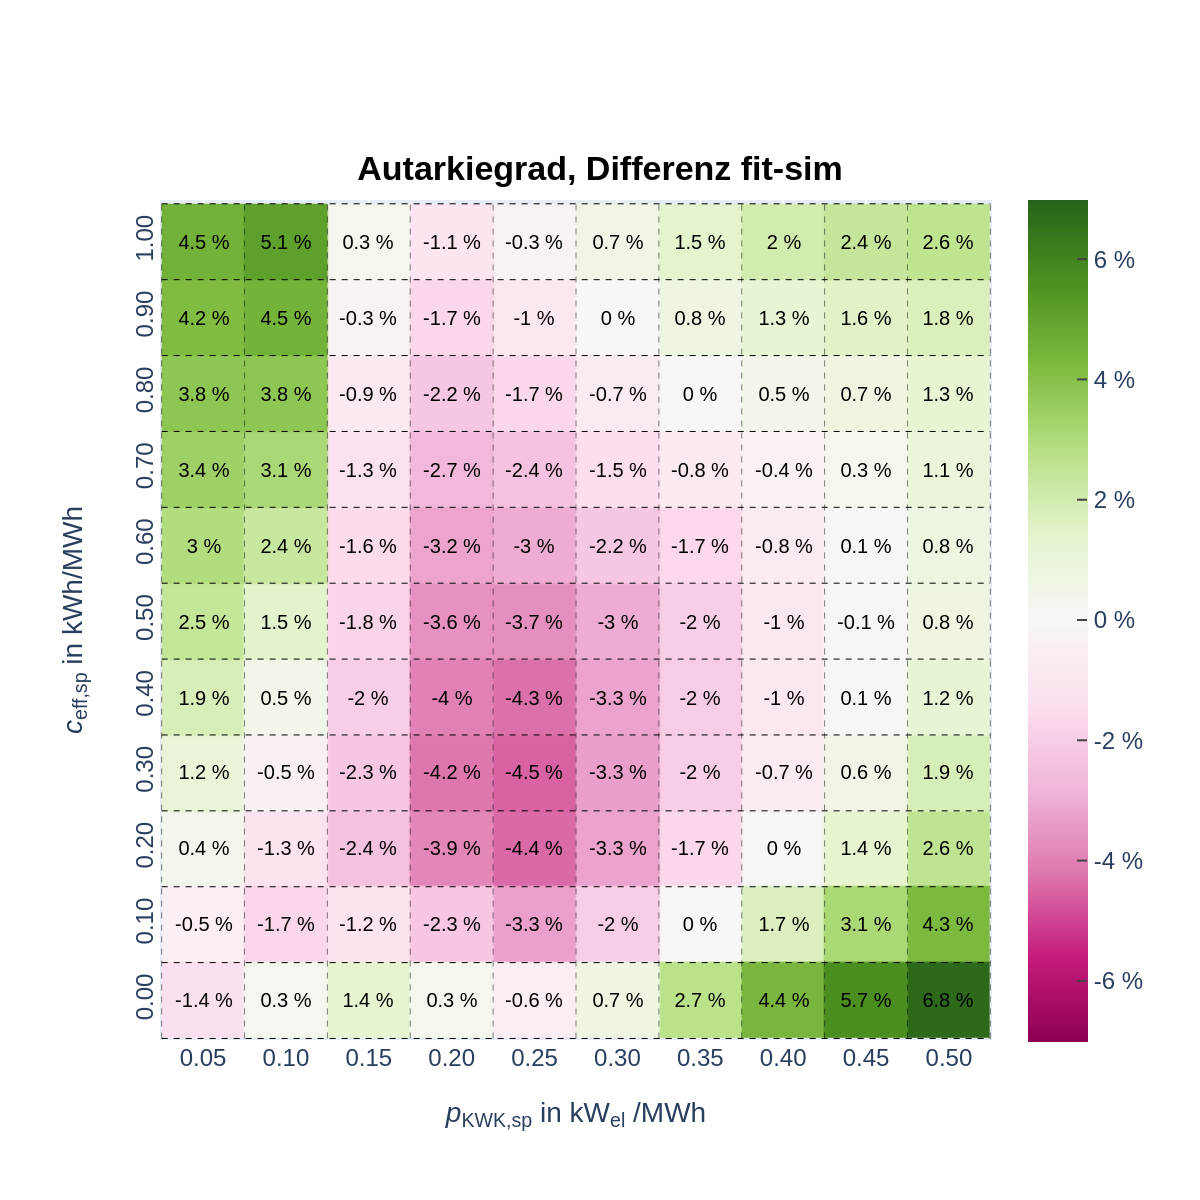 Autarkiegrad, Differenz fit-sim
1.00 4.5 % 5.1 % 0.3 % -1.1 % -0.3 % 0.7 % 1.5 % 2 % 2.4 % 2.6 %
0.90 4.2 % 4.5 % -0.3 % -1.7 % -1 % 0 % 0.8 % 1.3 % 1.6 % 1.8 %
0.80 3.8 % 3.8 % -0.9 % -2.2 % -1.7 % -0.7 % 0 % 0.5 % 0.7 % 1.3 %
0.70 3.4 % 3.1 % -1.3 % -2.7 % -2.4 % -1.5 % -0.8 % -0.4 % 0.3 % 1.1 %
0.60 3 % 2.4 % -1.6 % -3.2 % -3 % -2.2 % -1.7 % -0.8 % 0.1 % 0.8 %
0.50 2.5 % 1.5 % -1.8 % -3.6 % -3.7 % -3 % -2 % -1 % -0.1 % 0.8 %
0.40 1.9 % 0.5 % -2 % -4 % -4.3 % -3.3 % -2 % -1 % 0.1 % 1.2 %
0.30 1.2 % -0.5 % -2.3 % -4.2 % -4.5 % -3.3 % -2 % -0.7 % 0.6 % 1.9 %
0.20 0.4 % -1.3 % -2.4 % -3.9 % -4.4 % -3.3 % -1.7 % 0 % 1.4 % 2.6 %
0.10 -0.5 % -1.7 % -1.2 % -2.3 % -3.3 % -2 % 0 % 1.7 % 3.1 % 4.3 %
0.00 -1.4 % 0.3 % 1.4 % 0.3 % -0.6 % 0.7 % 2.7 % 4.4 % 5.7 % 6.8 %
0.05 0.10 0.15 0.20 0.25 0.30 0.35 0.40 0.45 0.50
p KWK,sp in kW el /MWh
c eff,sp in kWh/MWh
6 %
4 %
2 %
0 %
-2 %
-4 %
-6 %